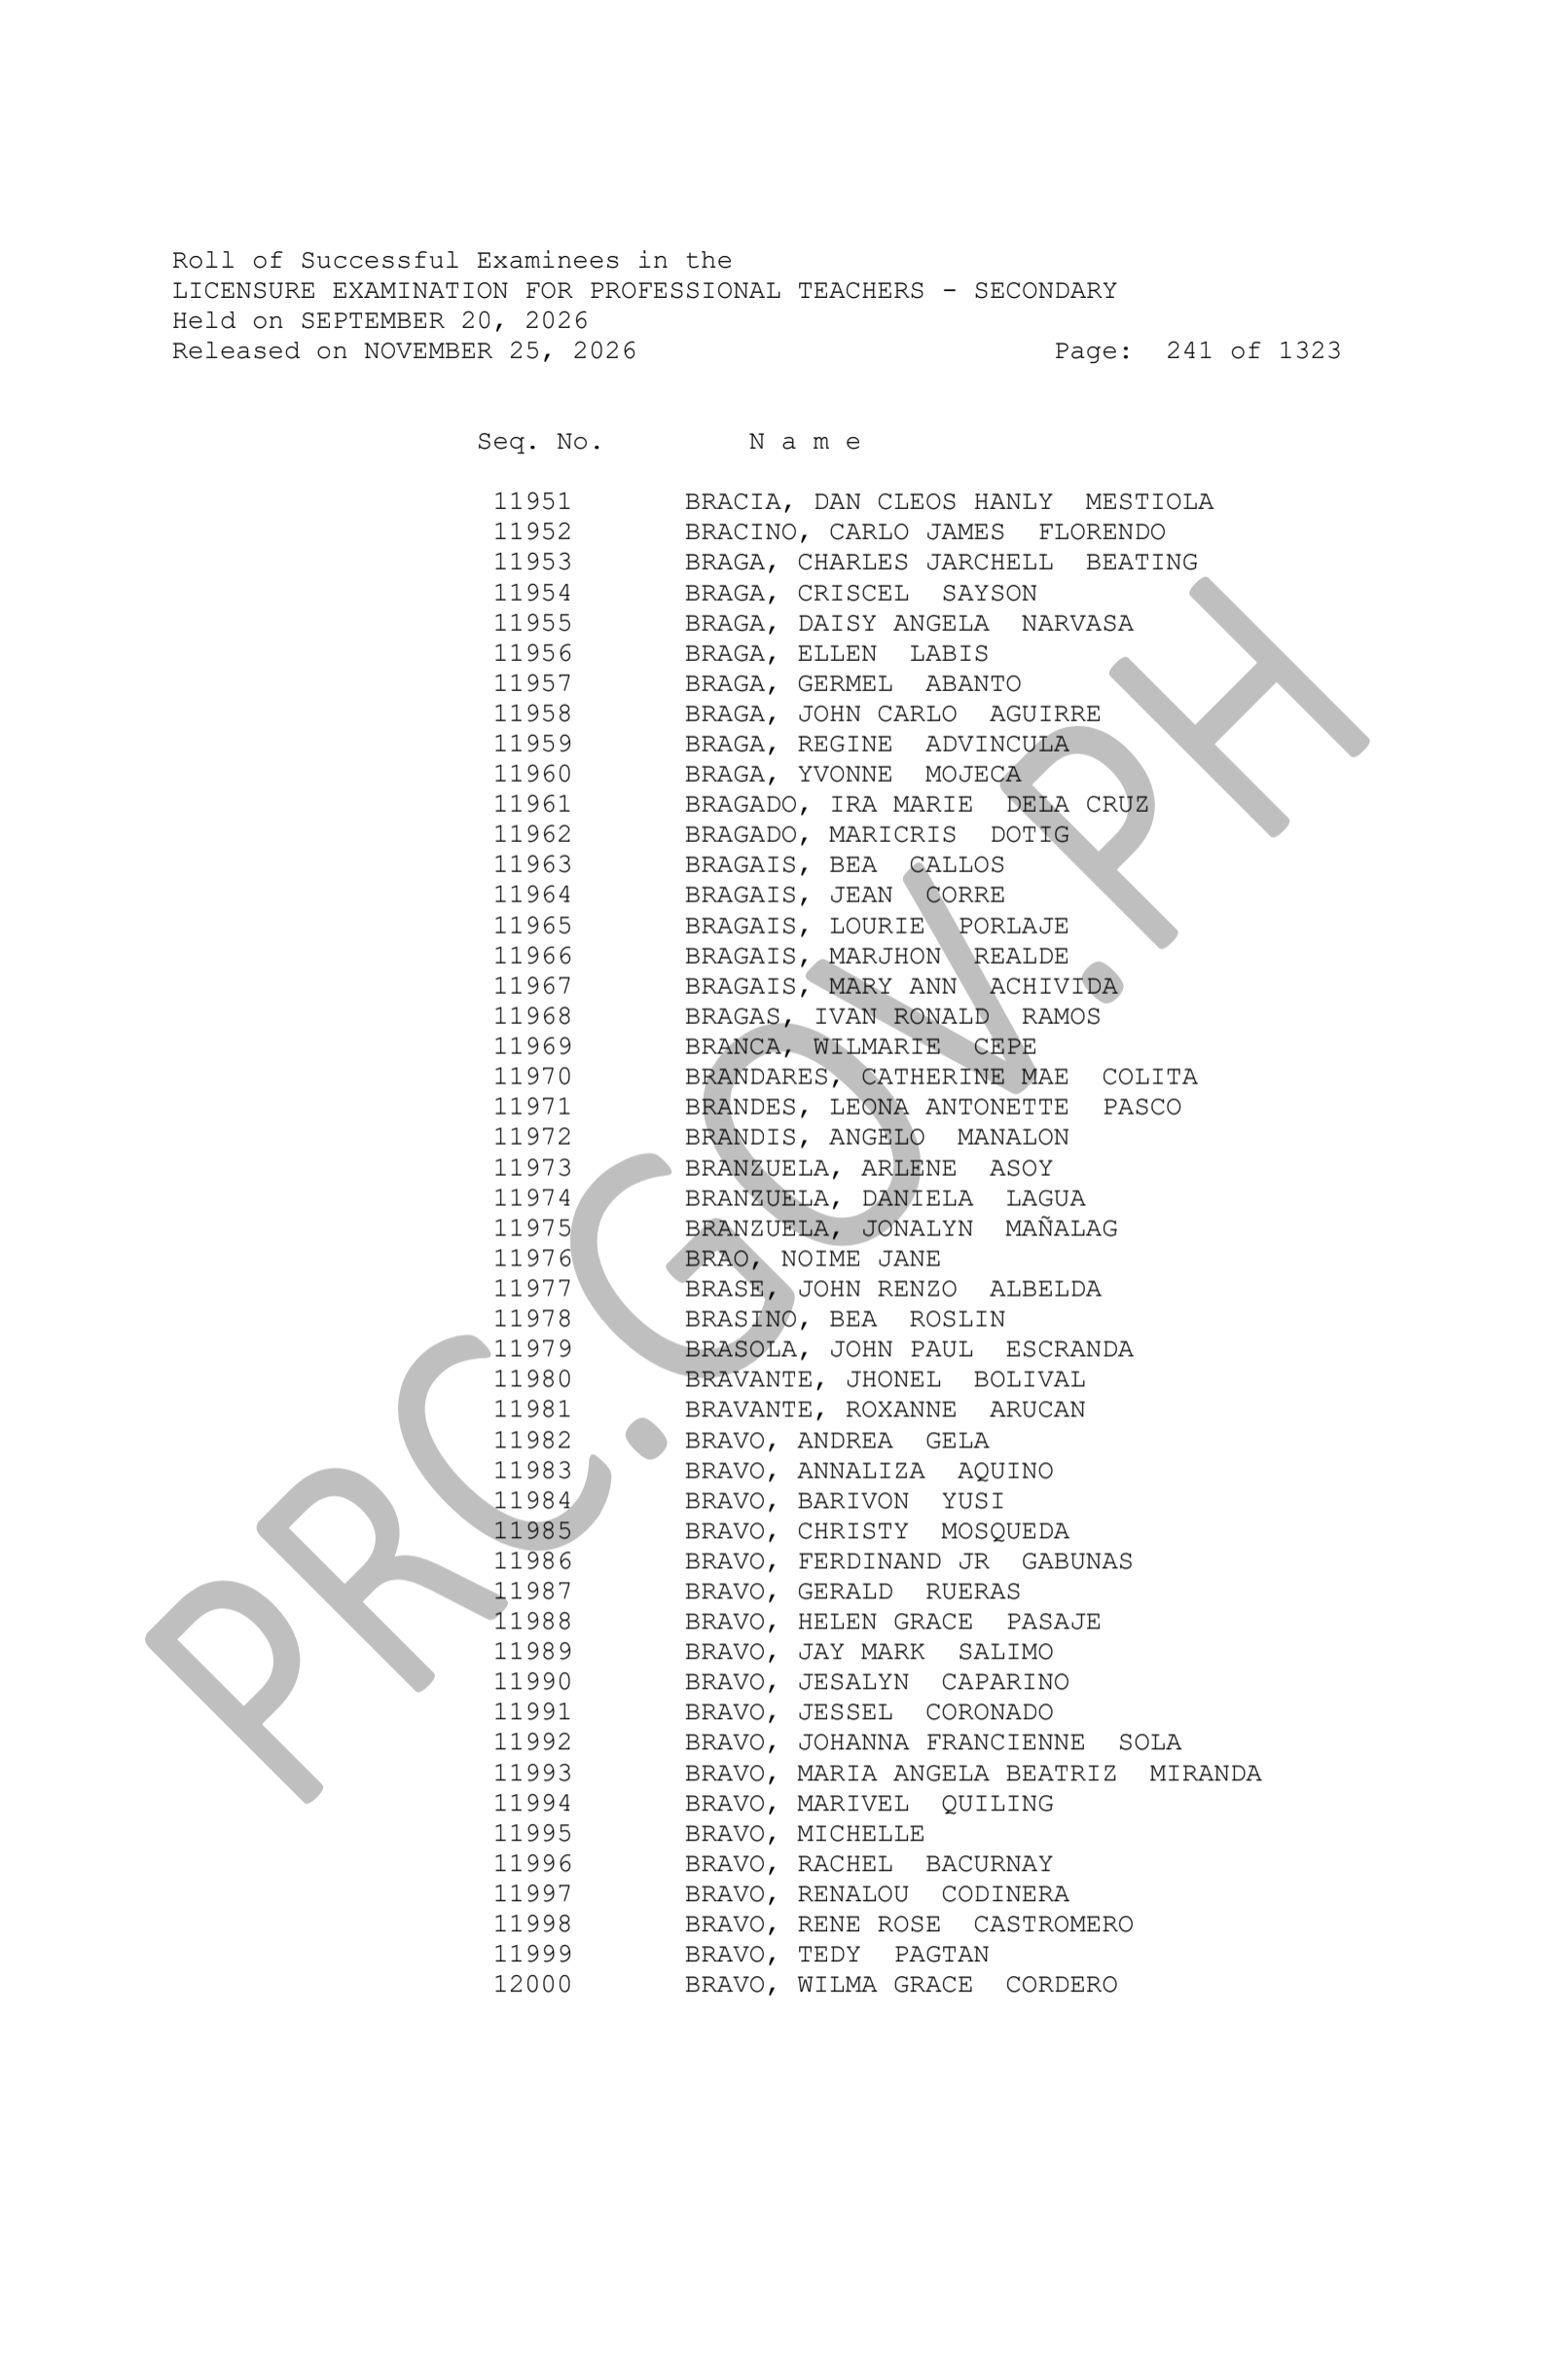 Roll of Successful Examinees in the
LICENSURE EXAMINATION FOR PROFESSIONAL TEACHERS - SECONDARY
Held on SEPTEMBER 20, 2026
Released on NOVEMBER 25, 2026 Page: 241 of 1323
Seq. No. N a m e
11951 BRACIA, DAN CLEOS HANLY MESTIOLA
11952 BRACINO, CARLO JAMES FLORENDO
11953 BRAGA, CHARLES JARCHELL BEATING
11954 BRAGA, CRISCEL SAYSON
11955 BRAGA, DAISY ANGELA NARVASA
11956 BRAGA, ELLEN LABIS
11957 BRAGA, GERMEL ABANTO
11958 BRAGA, JOHN CARLO AGUIRRE
11959 BRAGA, REGINE ADVINCULA
11960 BRAGA, YVONNE MOJECA
11961 BRAGADO, IRA MARIE DELA CRUZ
11962 BRAGADO, MARICRIS DOTIG
11963 BRAGAIS, BEA CALLOS
11964 BRAGAIS, JEAN CORRE
11965 BRAGAIS, LOURIE PORLAJE
11966 BRAGAIS, MARJHON REALDE
11967 BRAGAIS, MARY ANN ACHIVIDA
11968 BRAGAS, IVAN RONALD RAMOS
11969 BRANCA, WILMARIE CEPE
11970 BRANDARES, CATHERINE MAE COLITA
11971 BRANDES, LEONA ANTONETTE PASCO
11972 BRANDIS, ANGELO MANALON
11973 BRANZUELA, ARLENE ASOY
11974 BRANZUELA, DANIELA LAGUA
11975 BRANZUELA, JONALYN MAÑALAG
11976 BRAO, NOIME JANE
11977 BRASE, JOHN RENZO ALBELDA
11978 BRASINO, BEA ROSLIN
11979 BRASOLA, JOHN PAUL ESCRANDA
11980 BRAVANTE, JHONEL BOLIVAL
11981 BRAVANTE, ROXANNE ARUCAN
11982 BRAVO, ANDREA GELA
11983 BRAVO, ANNALIZA AQUINO
11984 BRAVO, BARIVON YUSI
11985 BRAVO, CHRISTY MOSQUEDA
11986 BRAVO, FERDINAND JR GABUNAS
11987 BRAVO, GERALD RUERAS
11988 BRAVO, HELEN GRACE PASAJE
11989 BRAVO, JAY MARK SALIMO
11990 BRAVO, JESALYN CAPARINO
11991 BRAVO, JESSEL CORONADO
11992 BRAVO, JOHANNA FRANCIENNE SOLA
11993 BRAVO, MARIA ANGELA BEATRIZ MIRANDA
11994 BRAVO, MARIVEL QUILING
11995 BRAVO, MICHELLE
11996 BRAVO, RACHEL BACURNAY
11997 BRAVO, RENALOU CODINERA
11998 BRAVO, RENE ROSE CASTROMERO
11999 BRAVO, TEDY PAGTAN
12000 BRAVO, WILMA GRACE CORDERO
PRC.GOV.PH